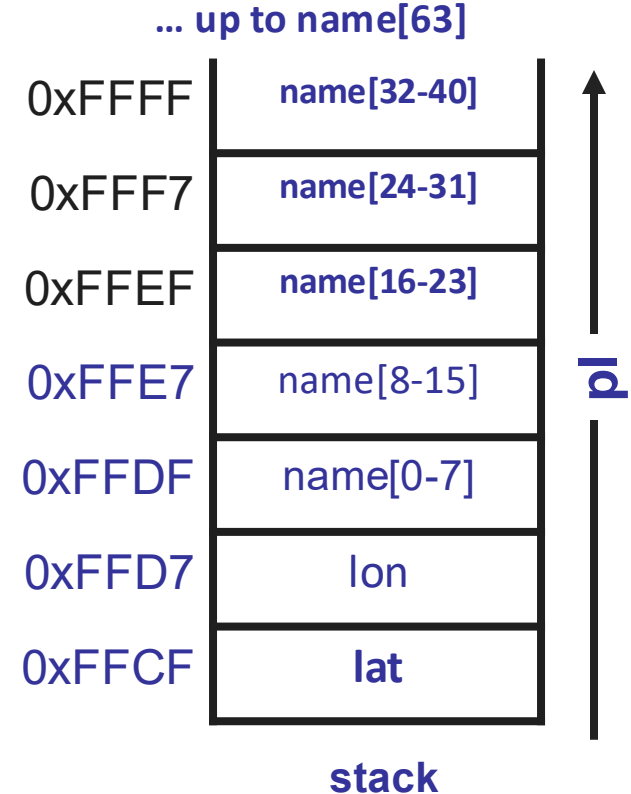 ... up to name[63]
0xFFFF name[32-40]
0xFFF7 name[24-31]
0xFFEF name[16-23]
0xFFE7 name[8-15]
pl
0xFFDF name[0-7]
0xFFD7 lon
0xFFCF lat
stack